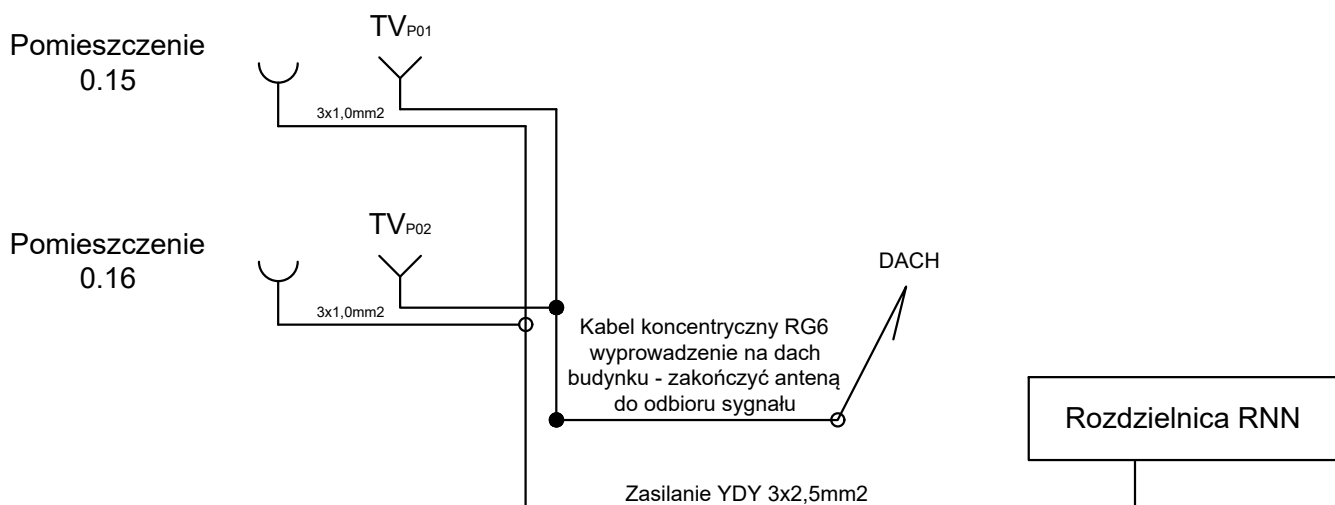 Pomieszczenie
0.15
TVP01
3x1,0mm2
Pomieszczenie
0.16
TVP02
3x1,0mm2
DACH
Kabel koncentryczny RG6
wyprowadzenie na dach
budynku - zakończyć anteną
do odbioru sygnału
Rozdzielnica RNN
Zasilanie YDY 3x2,5mm2